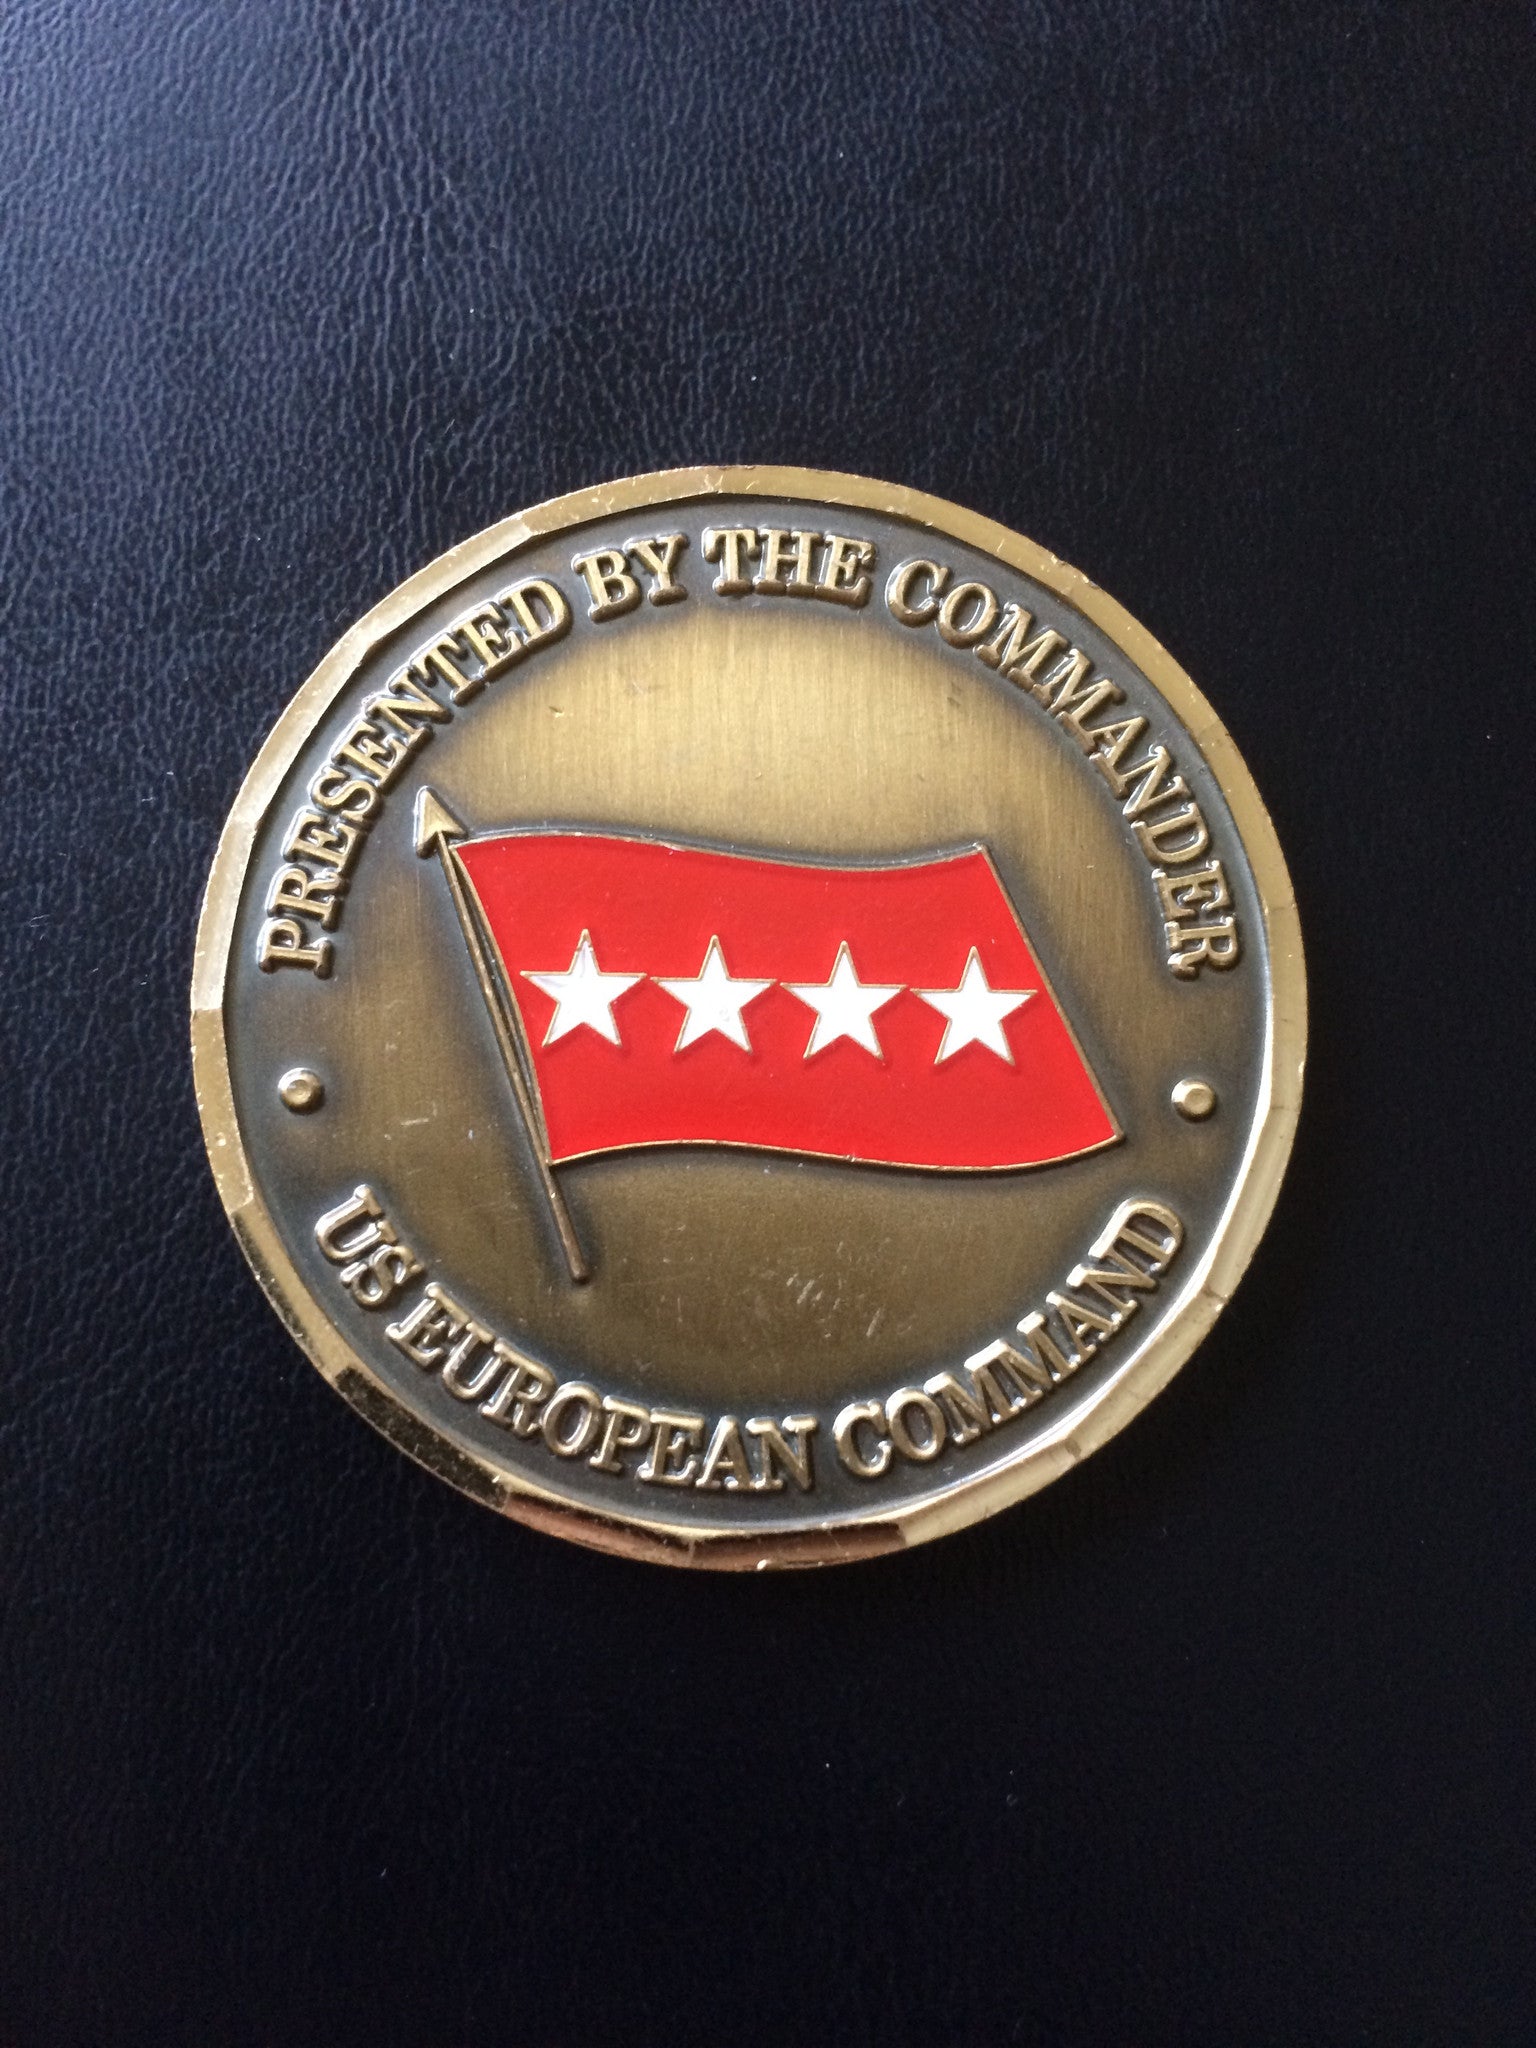 PRESENTED BY THE COMMANDER
US EUROPEAN COMMAND